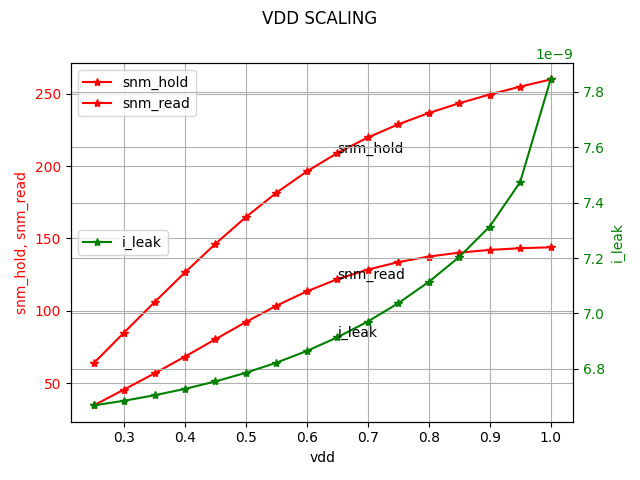 VDD SCALING
1e−9
snm_hold
snm_read
i_leak
snm_hold
snm_read
i_leak
250
200
150
100
50
7.8
7.6
7.4
7.2
7.0
6.8
0.3 0.4 0.5 0.6 0.7 0.8 0.9 1.0
vdd
snm_hold, snm_read
i_leak